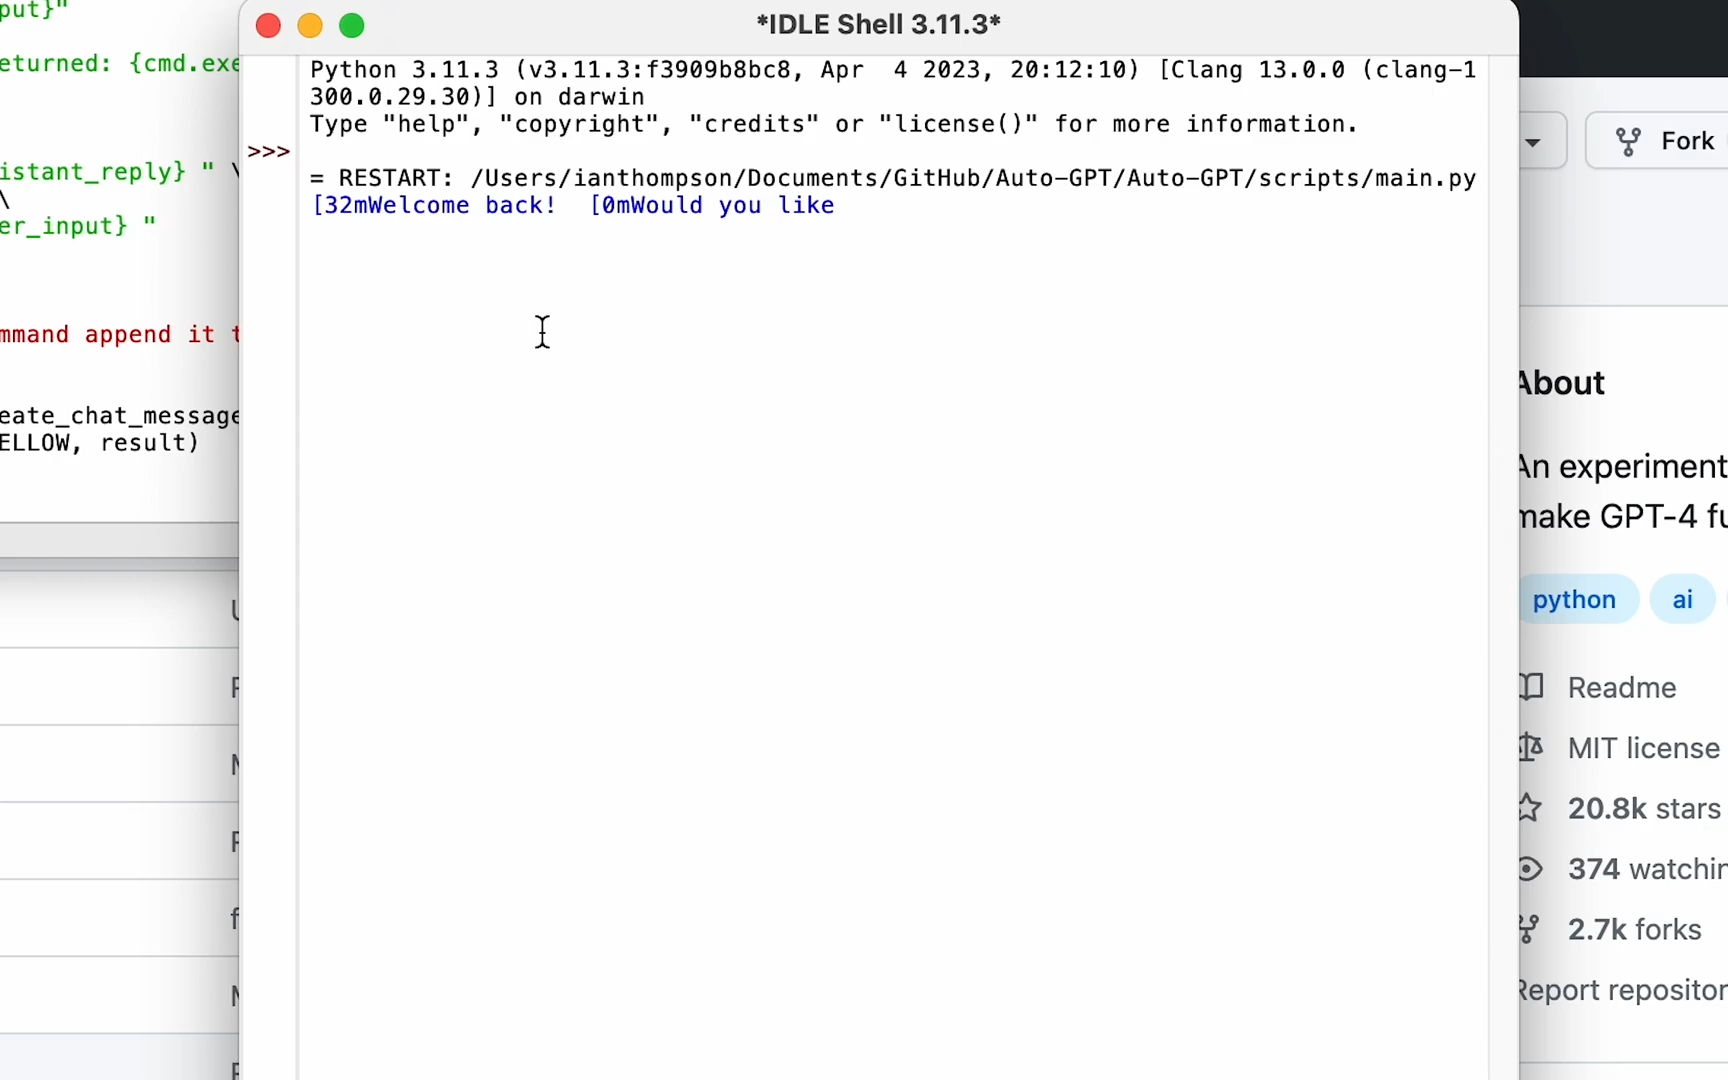 put}"
eturned: {cmd.exe
istant_reply} " \
\
er_input} "
mmand append it t
eate_chat_message
ELLOW, result)
*IDLE Shell 3.11.3*
Python 3.11.3 (v3.11.3:f3909b8bc8, Apr  4 2023, 20:12:10) [Clang 13.0.0 (clang-1
300.0.29.30)] on darwin
Type "help", "copyright", "credits" or "license()" for more information.
>>>
= RESTART: /Users/ianthompson/Documents/GitHub/Auto-GPT/Auto-GPT/scripts/main.py
[32mWelcome back!  [0mWould you like
Fork
About
An experiment
make GPT-4 fu
python
ai
Readme
MIT license
20.8k stars
374 watchin
2.7k forks
Report repositor